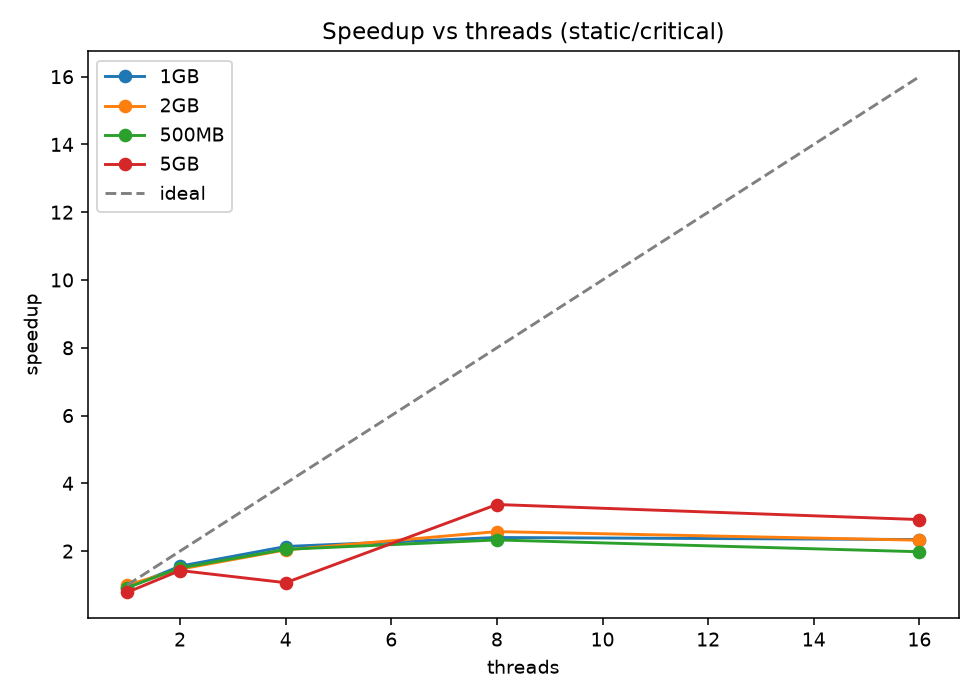 Speedup vs threads (static/critical)
1GB
2GB
500MB
5GB
ideal
16
14
12
10
8
6
4
2
speedup
2
4
6
8
10
12
14
16
threads